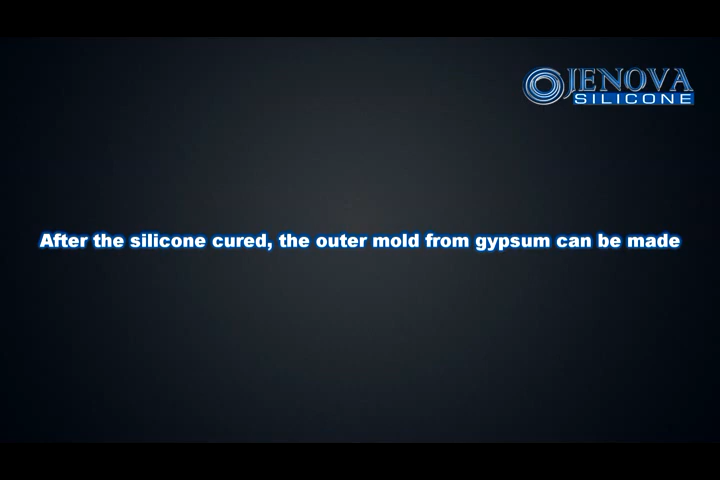 JENOVA
SILICONE
After the silicone cured, the outer mold from gypsum can be made